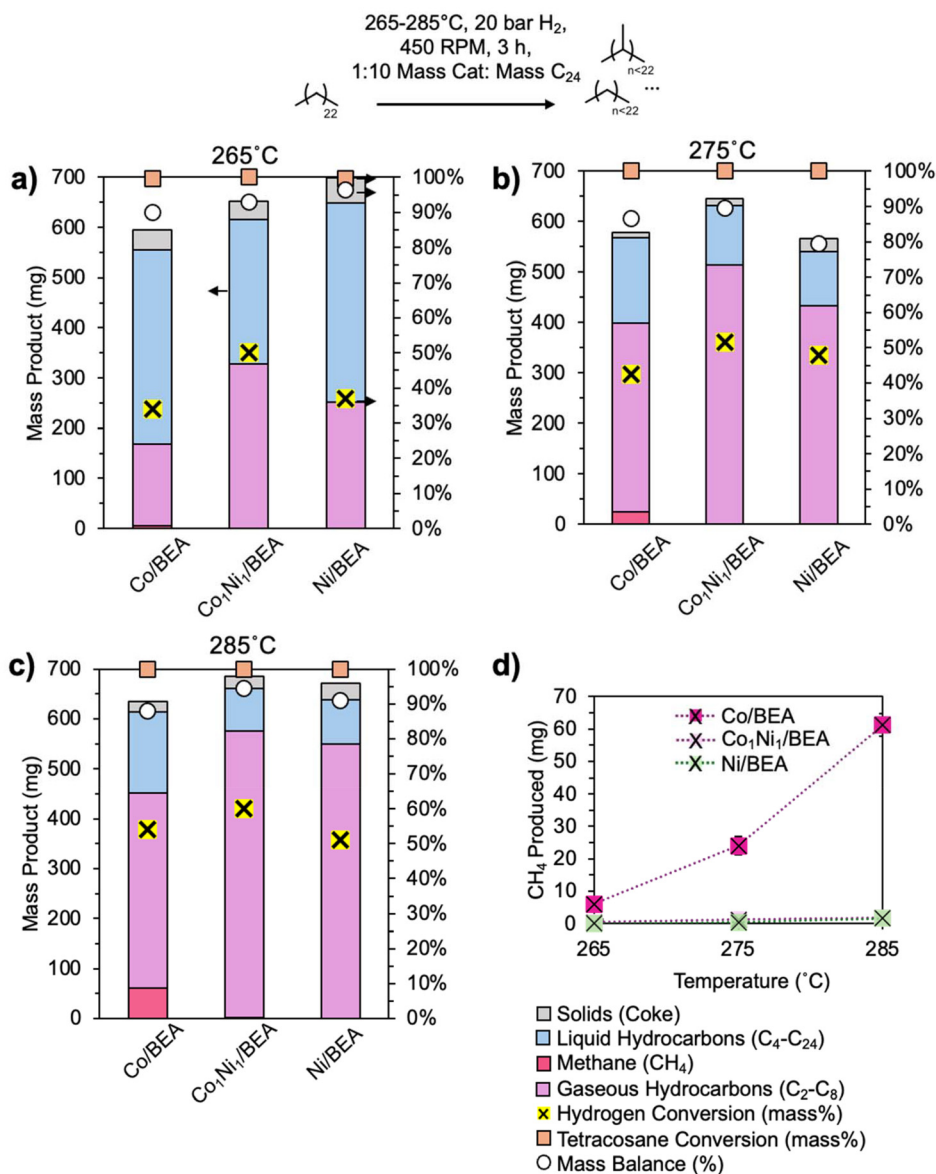 265-285°C, 20 bar H₂,
450 RPM, 3 h,
1:10 Mass Cat: Mass C₂₄
22
n<22
n<22
...
a)
265˚C
Mass Product (mg)
700
600
500
400
300
200
100
0
100%
90%
80%
70%
60%
50%
40%
30%
20%
10%
0%
Co/BEA
Co₁Ni₁/BEA
Ni/BEA
b)
275˚C
Mass Product (mg)
700
600
500
400
300
200
100
0
100%
90%
80%
70%
60%
50%
40%
30%
20%
10%
0%
Co/BEA
Co₁Ni₁/BEA
Ni/BEA
c)
285˚C
Mass Product (mg)
700
600
500
400
300
200
100
0
100%
90%
80%
70%
60%
50%
40%
30%
20%
10%
0%
Co/BEA
Co₁Ni₁/BEA
Ni/BEA
d)
CH₄ Produced (mg)
70
60
50
40
30
20
10
0
Co/BEA
Co₁Ni₁/BEA
Ni/BEA
265
275
285
Temperature (˚C)
Solids (Coke)
Liquid Hydrocarbons (C₄-C₂₄)
Methane (CH₄)
Gaseous Hydrocarbons (C₂-C₈)
Hydrogen Conversion (mass%)
Tetracosane Conversion (mass%)
Mass Balance (%)